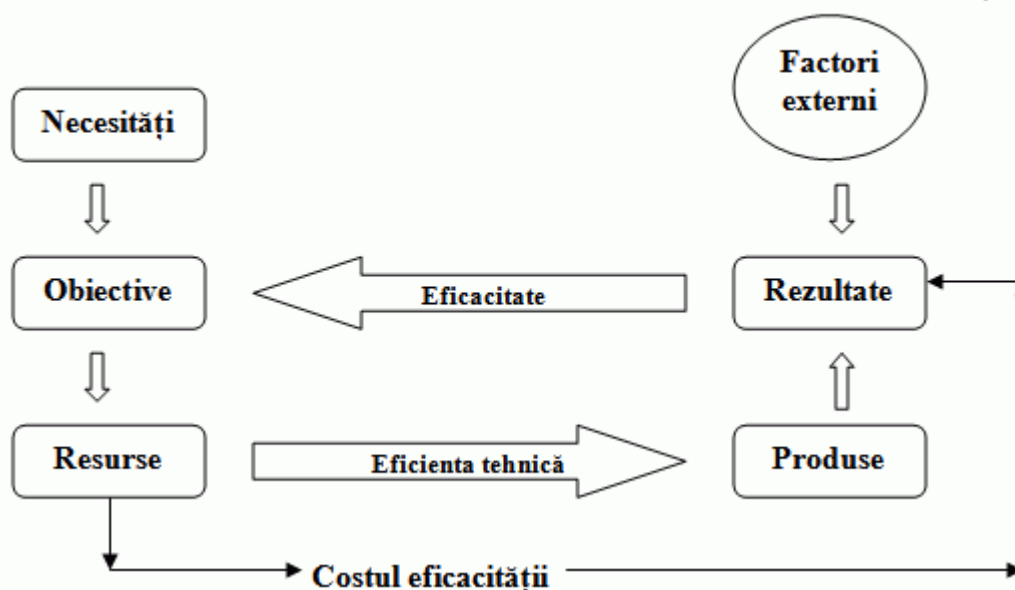 Factori
externi
Necesități
Obiective
Eficacitate
Rezultate
Resurse
Eficienta tehnică
Produse
Costul eficacității